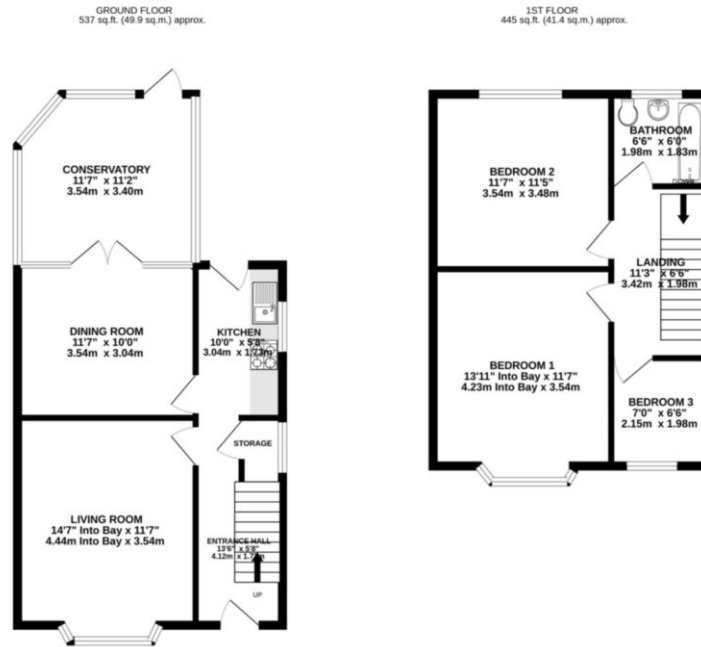 GROUND FLOOR
537 sq.ft. (49.9 sq.m.) approx.
CONSERVATORY
11'7" x 11'2"
3.54m x 3.40m
DINING ROOM
11'7" x 10'0"
3.54m x 3.04m
KITCHEN
10'0" x 5'8"
3.04m x 1.73m
STORAGE
LIVING ROOM
14'7" Into Bay x 11'7"
4.44m Into Bay x 3.54m
ENTRANCE HALL
13'6" x 5'8"
4.12m x 1.73m
UP
1ST FLOOR
445 sq.ft. (41.4 sq.m.) approx.
BATHROOM
6'6" x 6'0"
1.98m x 1.83m
DOWN
BEDROOM 2
11'7" x 11'5"
3.54m x 3.48m
LANDING
11'3" x 6'6"
3.42m x 1.98m
BEDROOM 1
13'11" Into Bay x 11'7"
4.23m Into Bay x 3.54m
BEDROOM 3
7'0" x 6'6"
2.15m x 1.98m